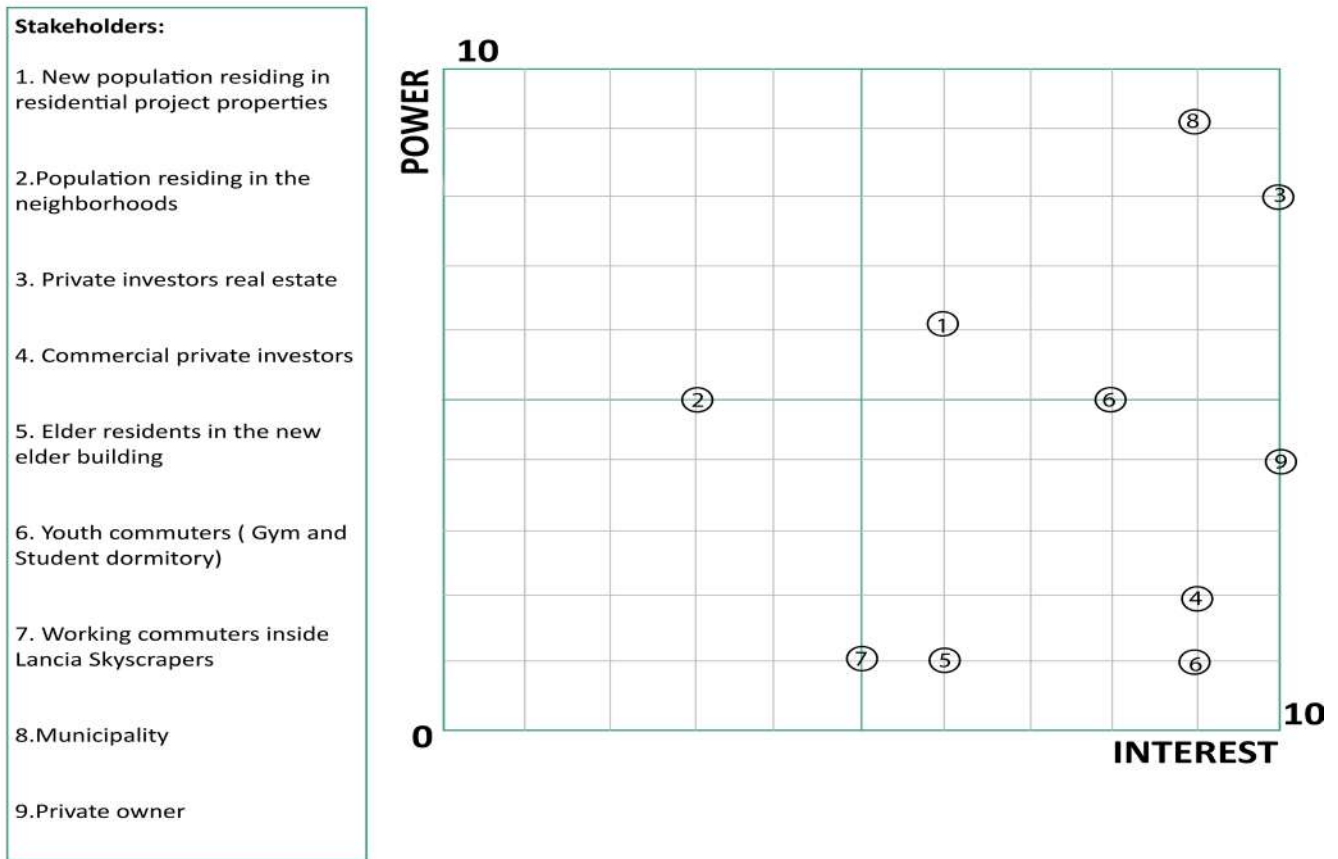 Stakeholders:
1. New population residing in
residential project properties
2.Population residing in the
neighborhoods
3. Private investors real estate
4. Commercial private investors
5. Elder residents in the new
elder building
6. Youth commuters ( Gym and
Student dormitory)
7. Working commuters inside
Lancia Skyscrapers
8.Municipality
9.Private owner
10
POWER
8
3
1
2
6
9
4
7
5
6
0
10
INTEREST